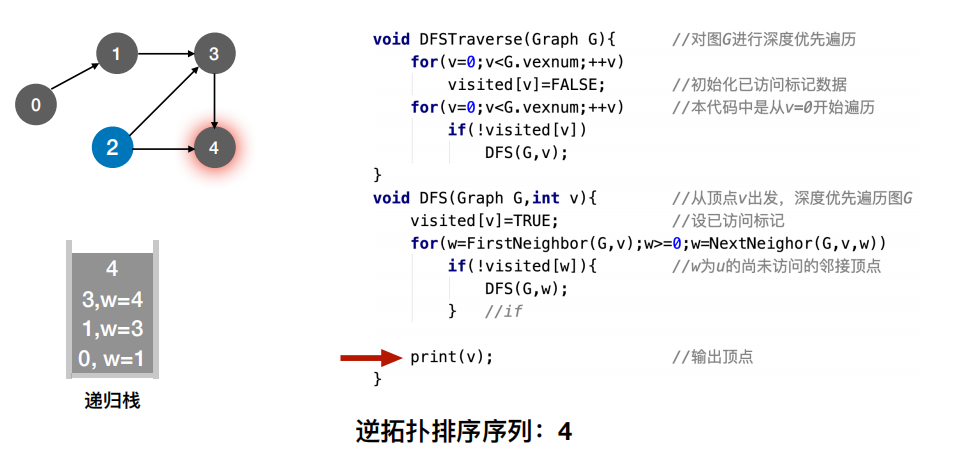 1
3
0
2
4
4
3,w=4
1,w=3
0, w=1
递归栈
void DFSTraverse(Graph G){ //对图G进行深度优先遍历
for(v=0;v<G.vexnum;++v)
visited[v]=FALSE; //初始化已访问标记数据
for(v=0;v<G.vexnum;++v) //本代码中是从v=0开始遍历
if(!visited[v])
DFS(G,v);
}
void DFS(Graph G,int v){ //从顶点v出发，深度优先遍历图G
visited[v]=TRUE; //设已访问标记
for(w=FirstNeighbor(G,v);w>=0;w=NextNeighor(G,v,w))
if(!visited[w]){ //w为u的尚未访问的邻接顶点
DFS(G,w);
} //if
print(v); //输出顶点
}
逆拓扑排序序列：4